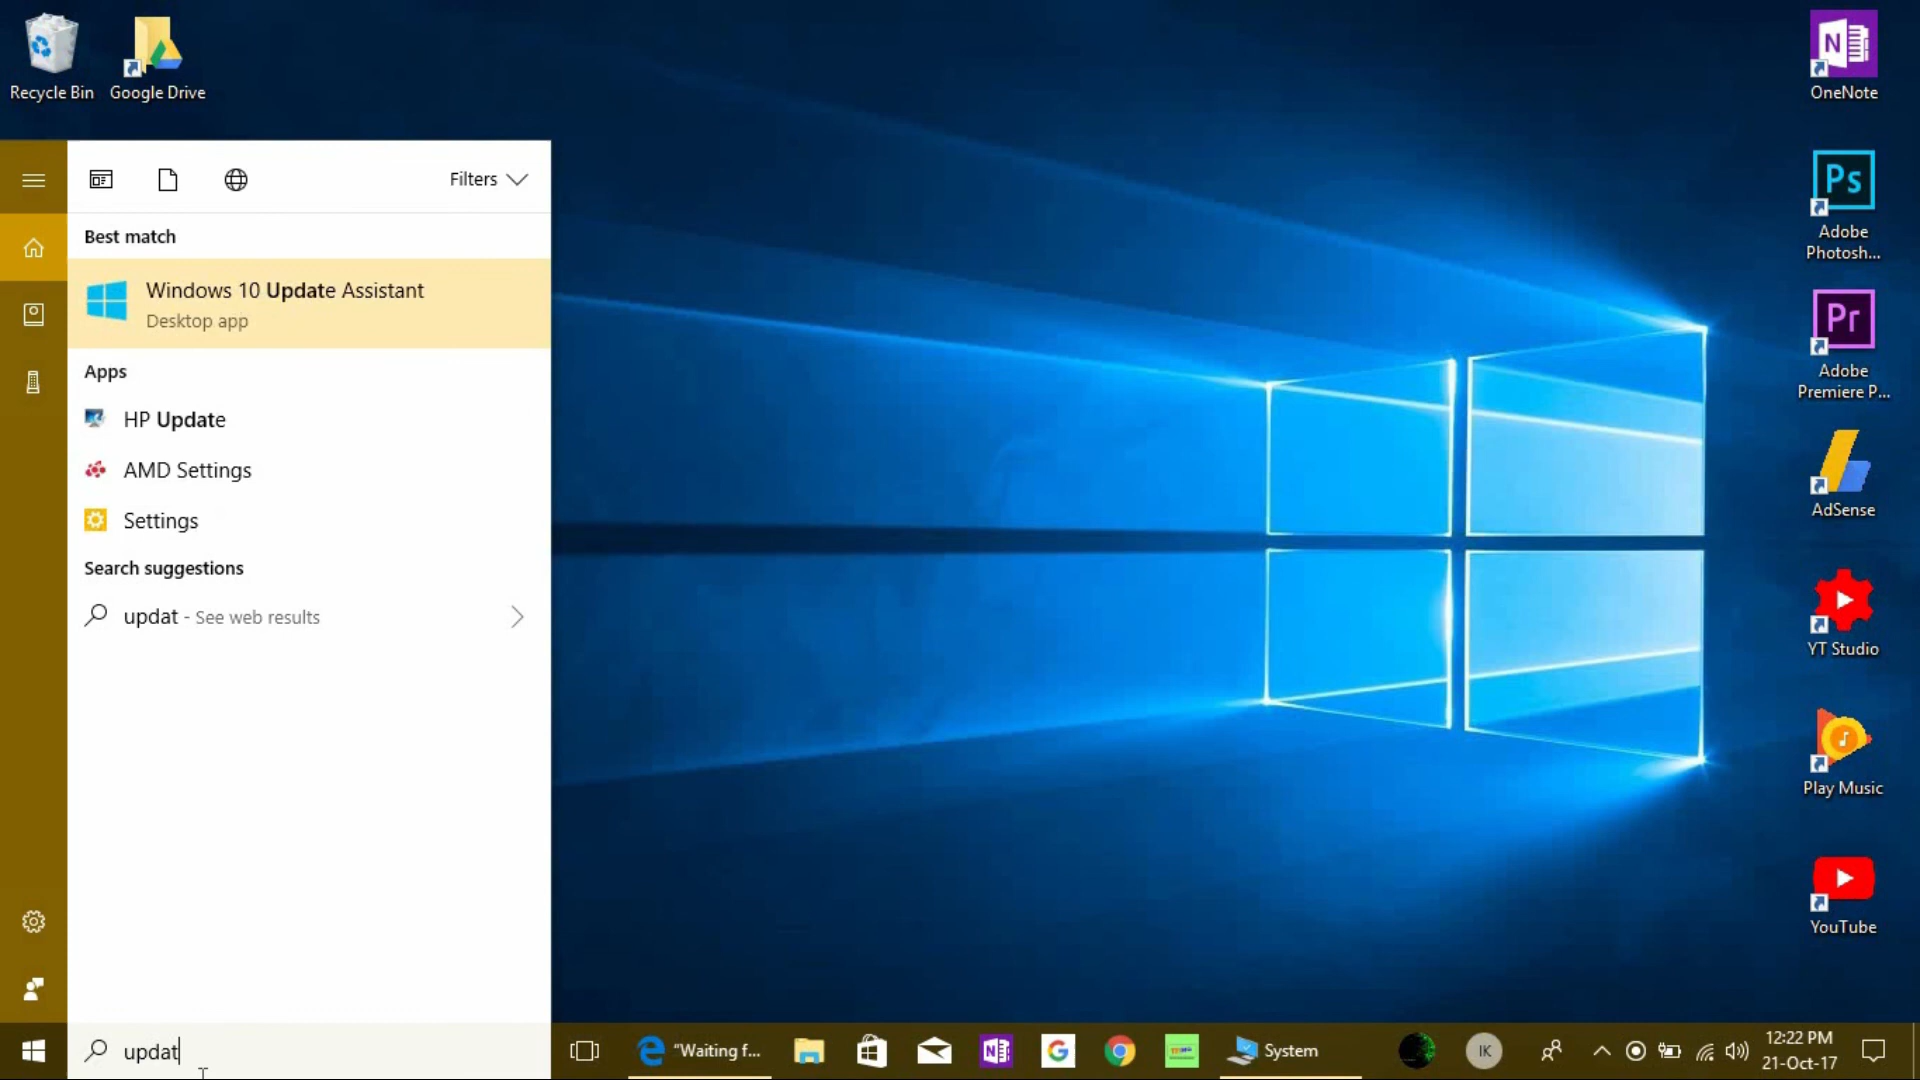 Recycle Bin
Google Drive
OneNote
Ps
Adobe
Photosh...
Pr
Adobe
Premiere P...
AdSense
YT Studio
Play Music
YouTube
Filters
Best match
Windows 10 Update Assistant
Desktop app
Apps
HP Update
AMD Settings
Settings
Search suggestions
updat - See web results
updat
"Waiting f...
System
IK
12:22 PM
21-Oct-17